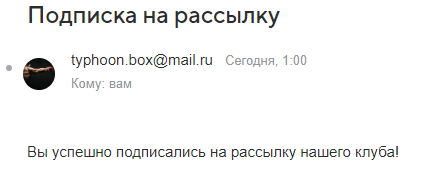 Подписка на рассылку
typhoon.box@mail.ru Сегодня, 1:00
Кому: вам
Вы успешно подписались на рассылку нашего клуба!